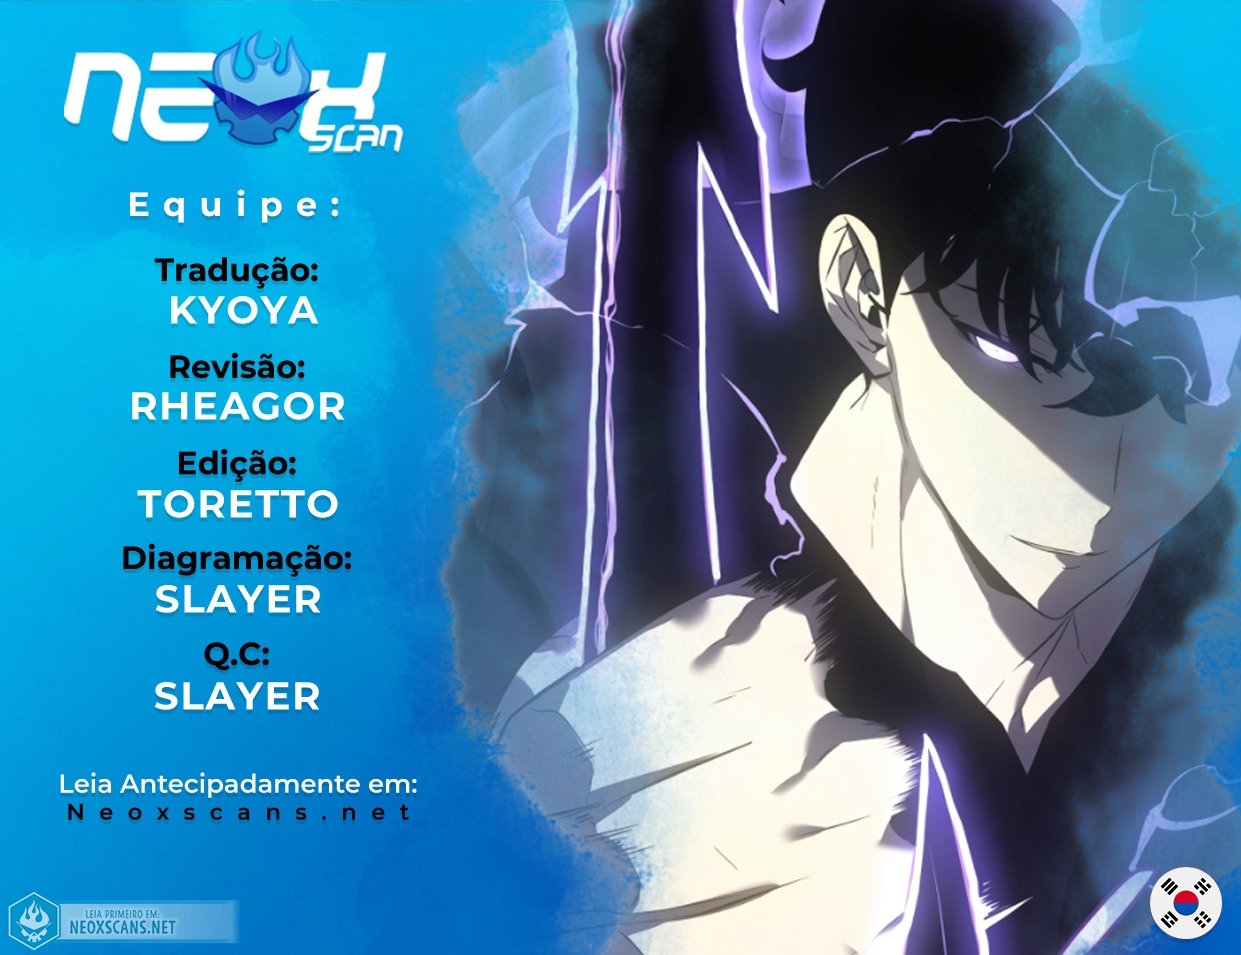 NEOX
SCAN
Equipe:
Tradução:
KYOYA
Revisão:
RHEAGOR
Edição:
TORETTO
Diagramação:
SLAYER
Q.C:
SLAYER
Leia Antecipadamente em:
Neoxscans.net
LEIA PRIMEIRO EM:
NEOXSCANS.NET